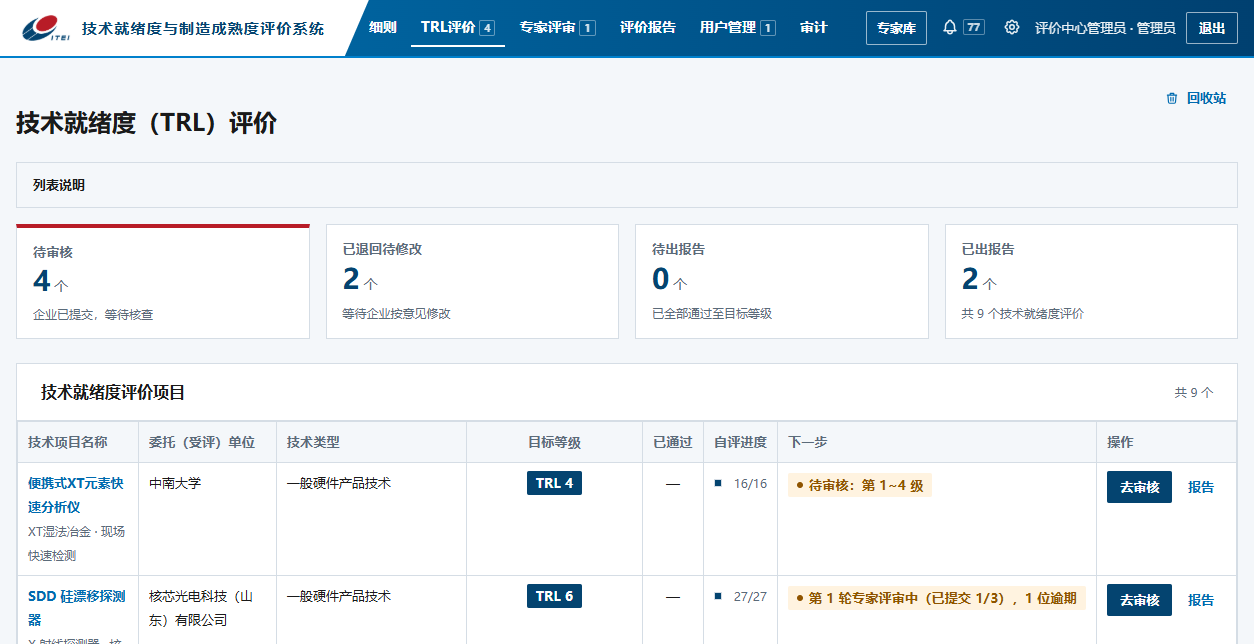 ITEI 技术就绪度与制造成熟度评价系统 细则 TRL评价 4 专家评审 1 评价报告 用户管理 1 审计 专家库 77 评价中心管理员 · 管理员 退出
回收站
技术就绪度（TRL）评价
列表说明
待审核
4 个
企业已提交，等待核查
已退回待修改
2 个
等待企业按意见修改
待出报告
0 个
已全部通过至目标等级
已出报告
2 个
共 9 个技术就绪度评价
技术就绪度评价项目 共 9 个
技术项目名称 委托（受评）单位 技术类型 目标等级 已通过 自评进度 下一步 操作
便携式XT元素快
速分析仪
XT湿法冶金 · 现场
快速检测
中南大学
一般硬件产品技术
TRL 4
—
16/16
待审核：第 1~4 级
去审核 报告
SDD 硅漂移探测
器
核芯光电科技（山
东）有限公司
一般硬件产品技术
TRL 6
—
27/27
第 1 轮专家评审中（已提交 1/3），1 位逾期
去审核 报告